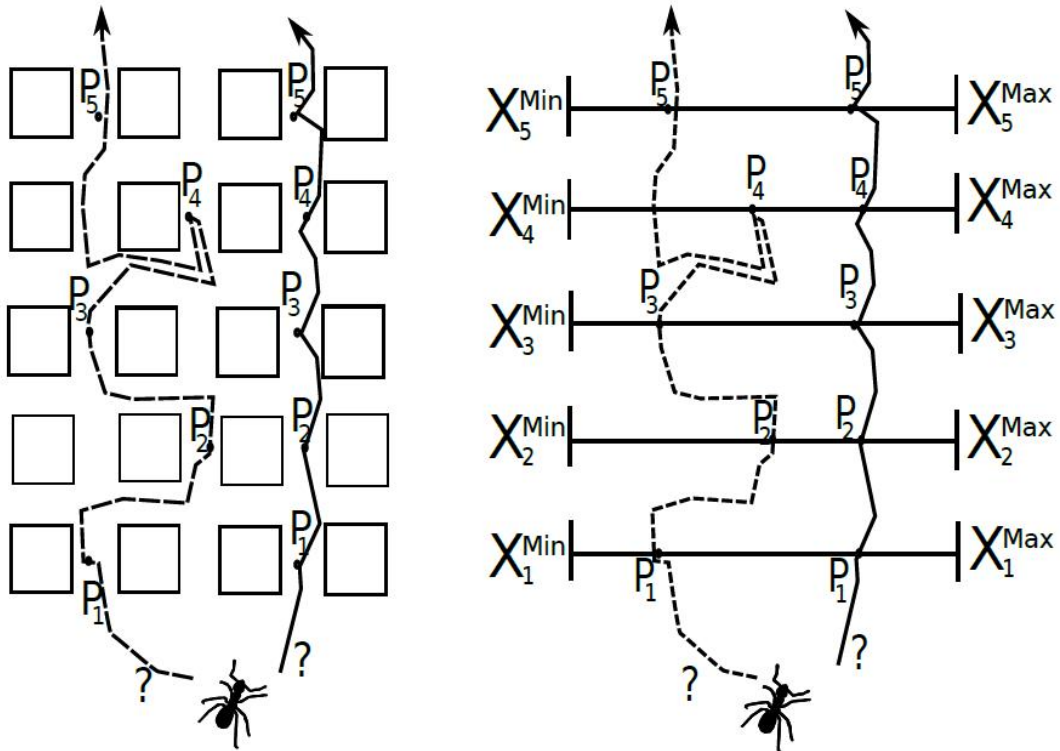 P5 P5
P4 P4
P3 P3
P2 P2
P1 P1
? ?
X5Min P5 P5 X5Max
X4Min P4 P4 X4Max
X3Min P3 P3 X3Max
X2Min P2 P2 X2Max
X1Min P1 P1 X1Max
? ?